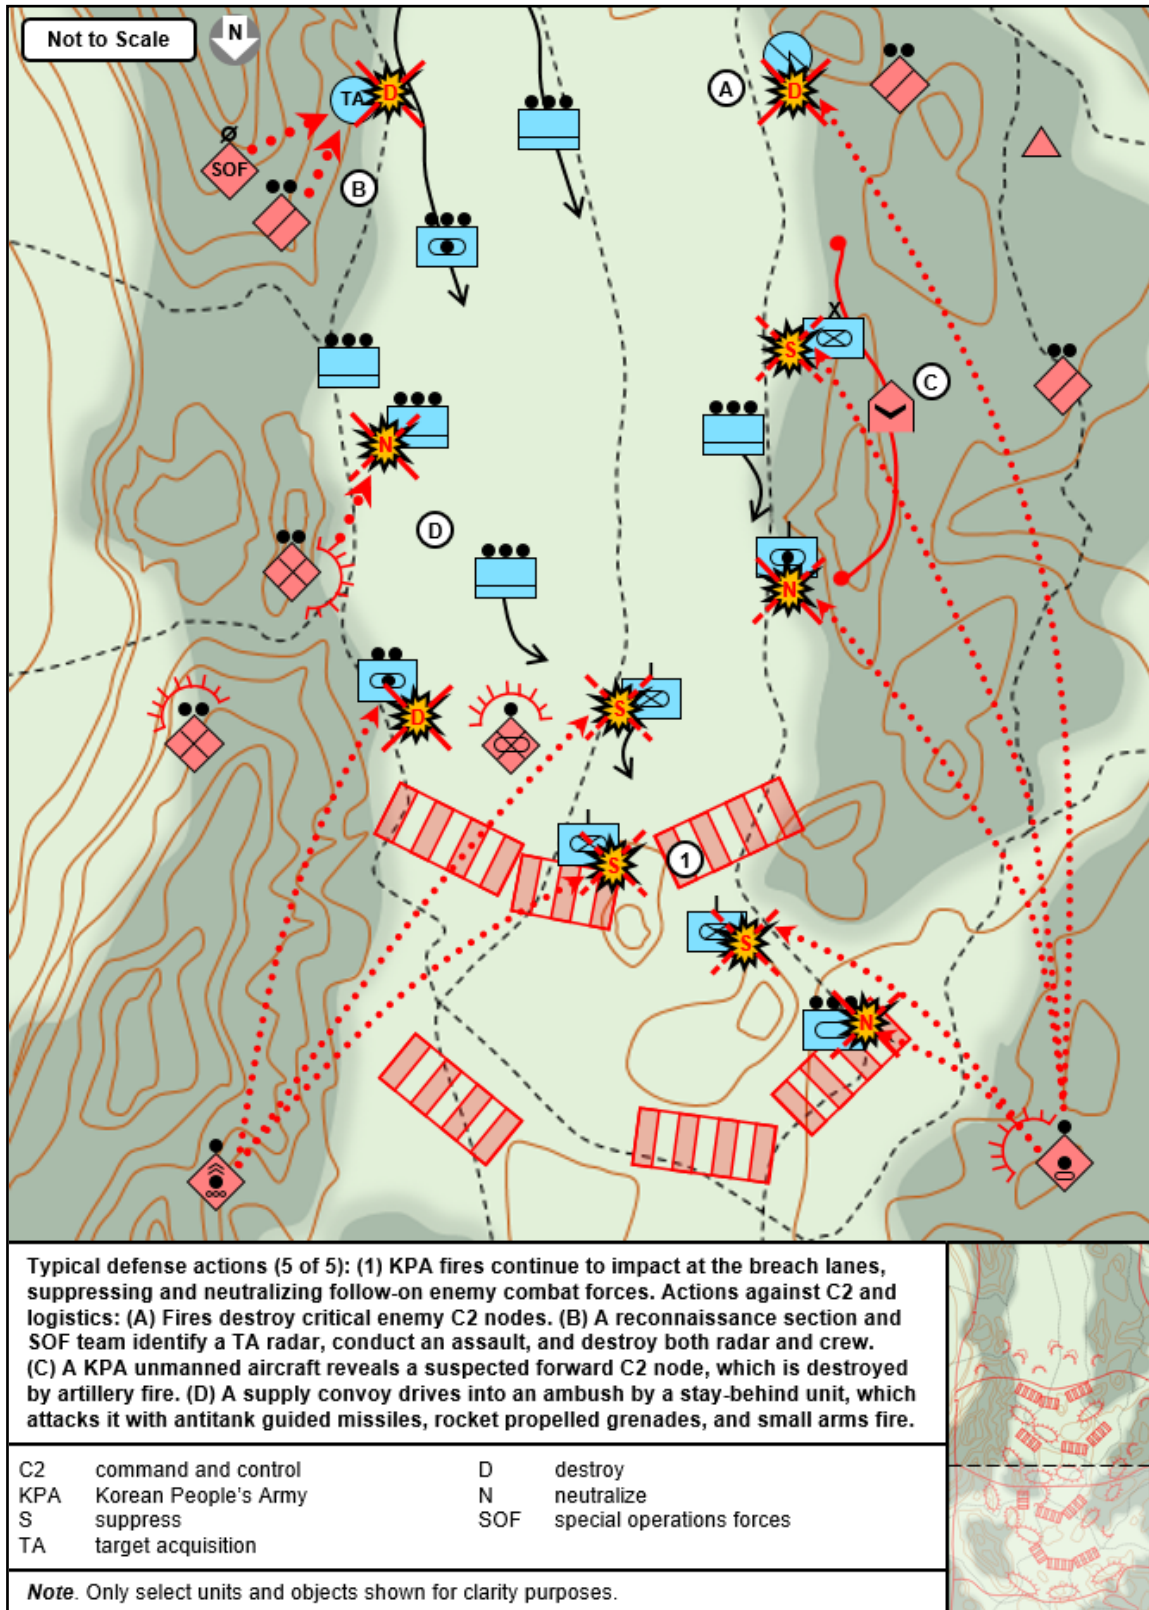 Not to Scale
N
TA
D
A
D
SOF
B
X
S
C
N
D
N
D
S
S
1
S
N
Typical defense actions (5 of 5): (1) KPA fires continue to impact at the breach lanes,
suppressing and neutralizing follow-on enemy combat forces. Actions against C2 and
logistics: (A) Fires destroy critical enemy C2 nodes. (B) A reconnaissance section and
SOF team identify a TA radar, conduct an assault, and destroy both radar and crew.
(C) A KPA unmanned aircraft reveals a suspected forward C2 node, which is destroyed
by artillery fire. (D) A supply convoy drives into an ambush by a stay-behind unit, which
attacks it with antitank guided missiles, rocket propelled grenades, and small arms fire.
C2 command and control
KPA Korean People's Army
S suppress
TA target acquisition
D destroy
N neutralize
SOF special operations forces
Note. Only select units and objects shown for clarity purposes.